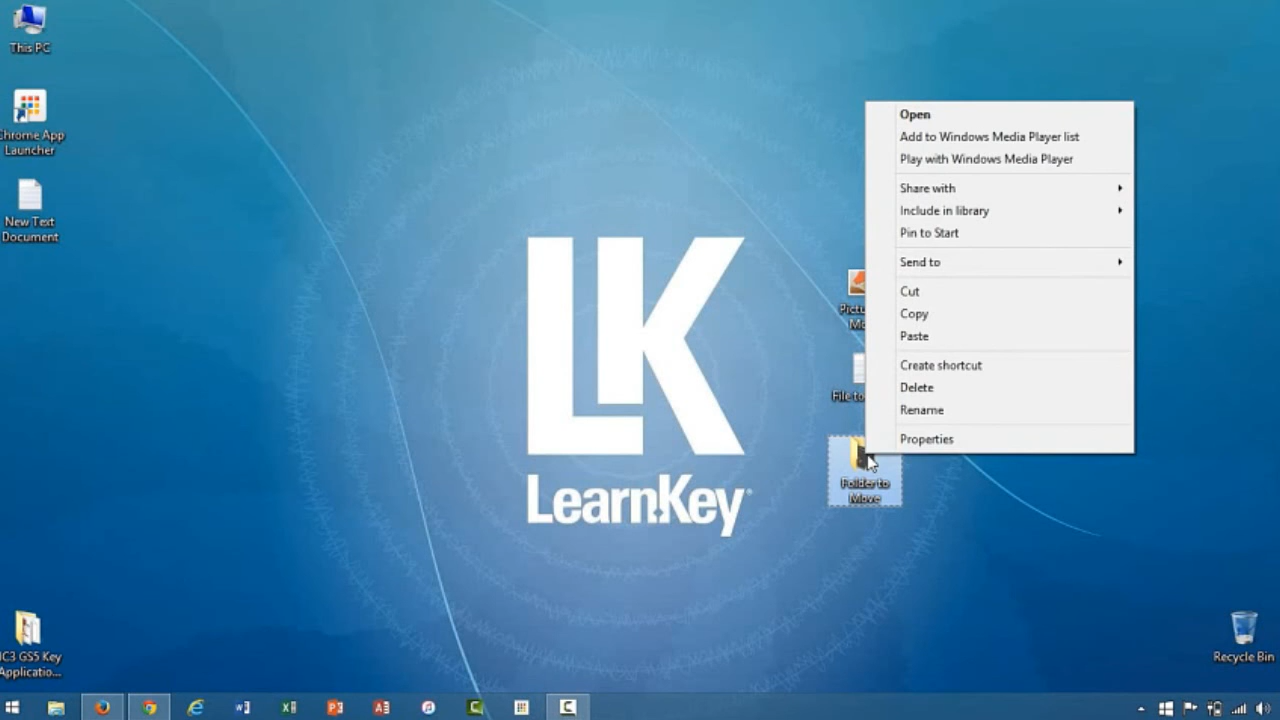 This PC
Chrome App
Launcher
New Text
Document
IC3 GS5 Key
Applicatio...
LK
LearnKey
Open
Add to Windows Media Player list
Play with Windows Media Player
Share with
Include in library
Pin to Start
Send to
Cut
Copy
Paste
Create shortcut
Delete
Rename
Properties
File to
Folder to
Move
Recycle Bin